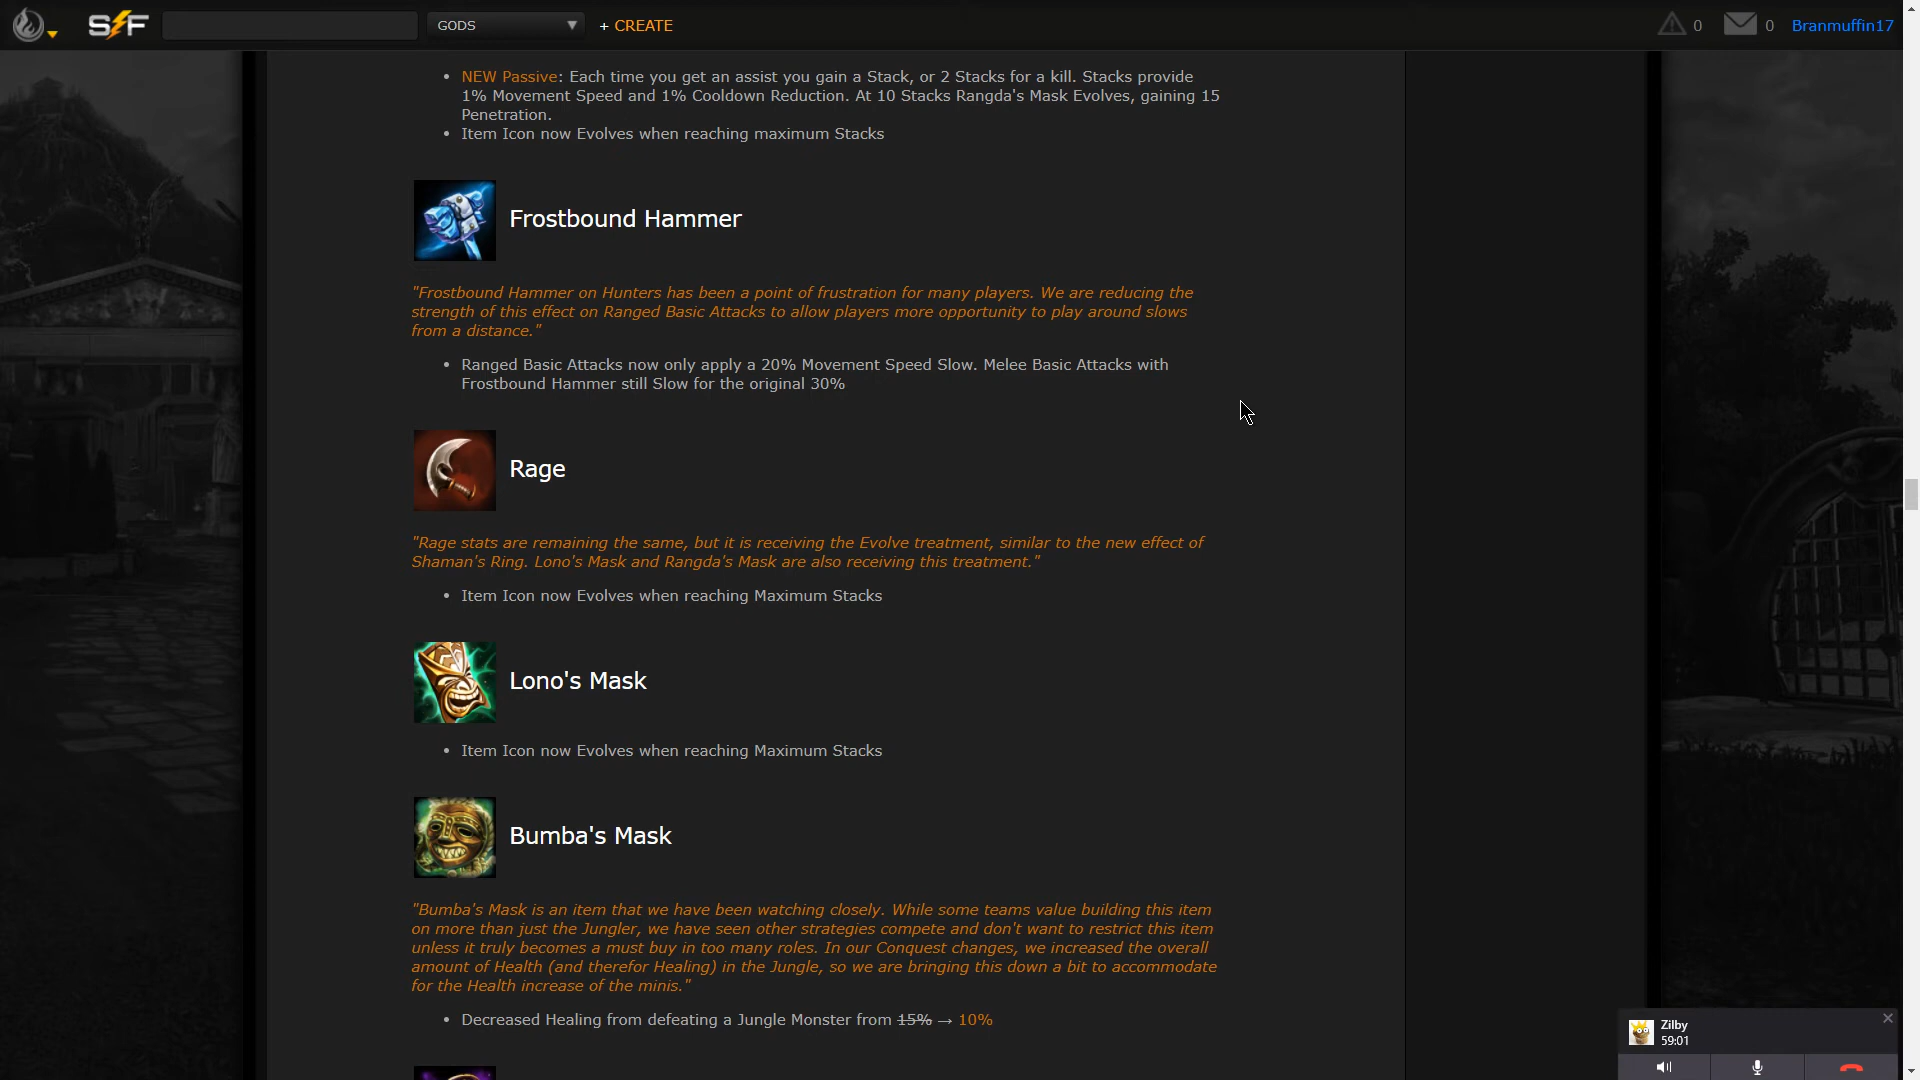 SF
GODS
+ CREATE
0
0
Branmuffin17
• NEW Passive: Each time you get an assist you gain a Stack, or 2 Stacks for a kill. Stacks provide
1% Movement Speed and 1% Cooldown Reduction. At 10 Stacks Rangda's Mask Evolves, gaining 15
Penetration.
• Item Icon now Evolves when reaching maximum Stacks
Frostbound Hammer
"Frostbound Hammer on Hunters has been a point of frustration for many players. We are reducing the
strength of this effect on Ranged Basic Attacks to allow players more opportunity to play around slows
from a distance."
• Ranged Basic Attacks now only apply a 20% Movement Speed Slow. Melee Basic Attacks with
Frostbound Hammer still Slow for the original 30%
Rage
"Rage stats are remaining the same, but it is receiving the Evolve treatment, similar to the new effect of
Shaman's Ring. Lono's Mask and Rangda's Mask are also receiving this treatment."
• Item Icon now Evolves when reaching Maximum Stacks
Lono's Mask
• Item Icon now Evolves when reaching Maximum Stacks
Bumba's Mask
"Bumba's Mask is an item that we have been watching closely. While some teams value building this item
on more than just the Jungler, we have seen other strategies compete and don't want to restrict this item
unless it truly becomes a must buy in too many roles. In our Conquest changes, we increased the overall
amount of Health (and therefor Healing) in the Jungle, so we are bringing this down a bit to accommodate
for the Health increase of the minis."
• Decreased Healing from defeating a Jungle Monster from 15% → 10%
Zilby
59:01